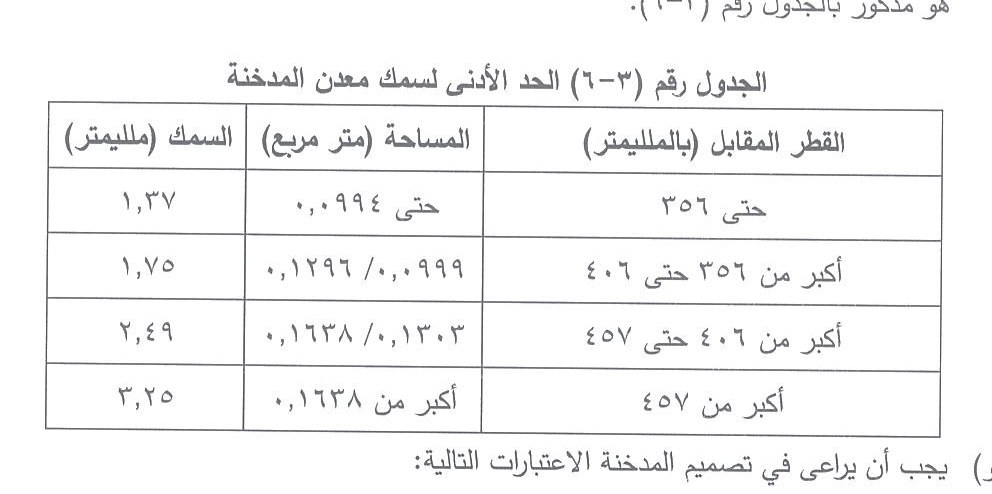 هو مذكور بالجدول رقم (٣-٦).
الجدول رقم (٣-٦) الحد الأدنى لسمك معدن المدخنة
القطر المقابل (بالملليمتر) المساحة (متر مربع) السمك (ملليمتر)
حتى ٣٥٦ حتى ٠,٠٩٩٤ ١,٣٧
أكبر من ٣٥٦ حتى ٤٠٦ ٠,٠٩٩٩ /٠,١٢٩٦ ١,٧٥
أكبر من ٤٠٦ حتى ٤٥٧ ٠,١٣٠٣ /٠,١٦٣٨ ٢,٤٩
أكبر من ٤٥٧ أكبر من ٠,١٦٣٨ ٣,٢٥
و) يجب أن يراعى في تصميم المدخنة الاعتبارات التالية: